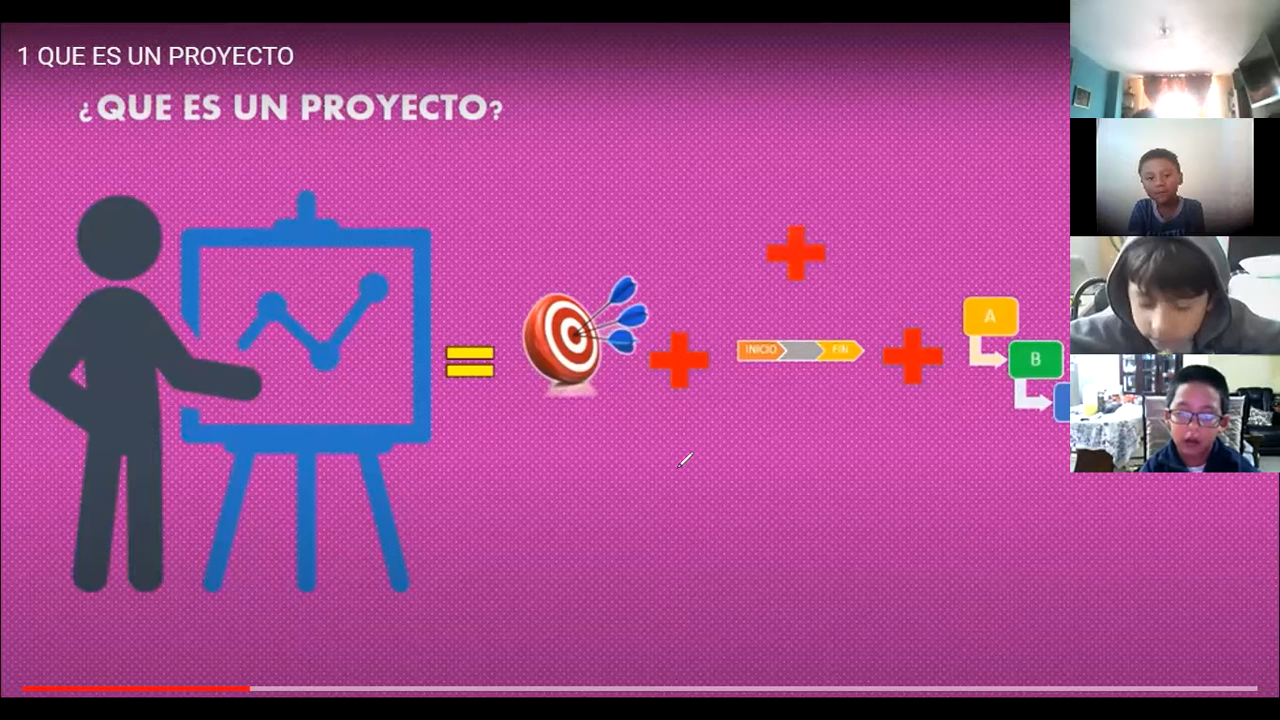 1 QUE ES UN PROYECTO
¿QUE ES UN PROYECTO?
INICIO
FIN
A
B